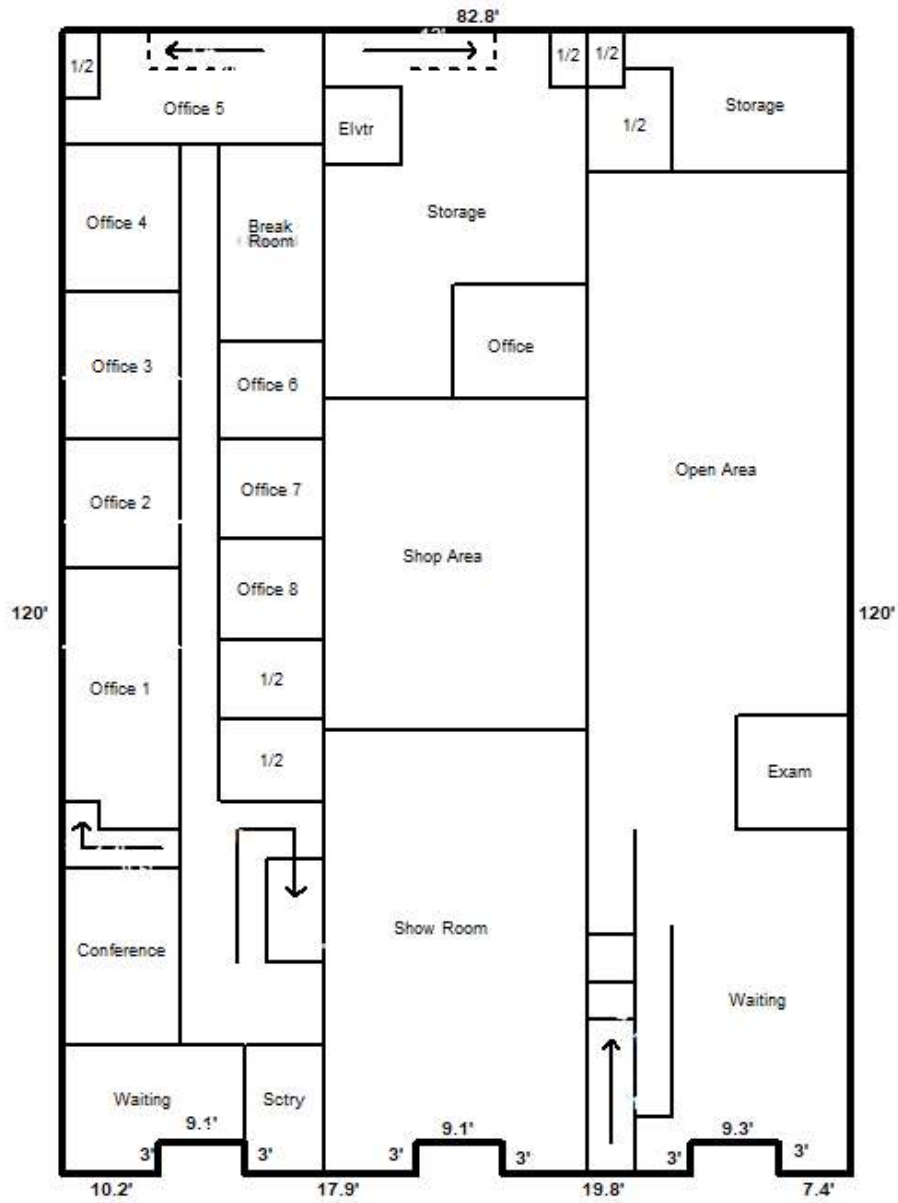 82.8'
1/2
1/2
1/2
Office 5
Elvtr
1/2
Storage
Office 4
Break
Room
Storage
Office 3
Office
Office 6
Open Area
Office 2
Office 7
Shop Area
Office 8
120'
120'
Office 1
1/2
1/2
Exam
Conference
Show Room
Waiting
Waiting
Sctry
9.1'
9.1'
9.3'
3'
3'
3'
3'
3'
3'
10.2'
17.9'
19.8'
7.4'